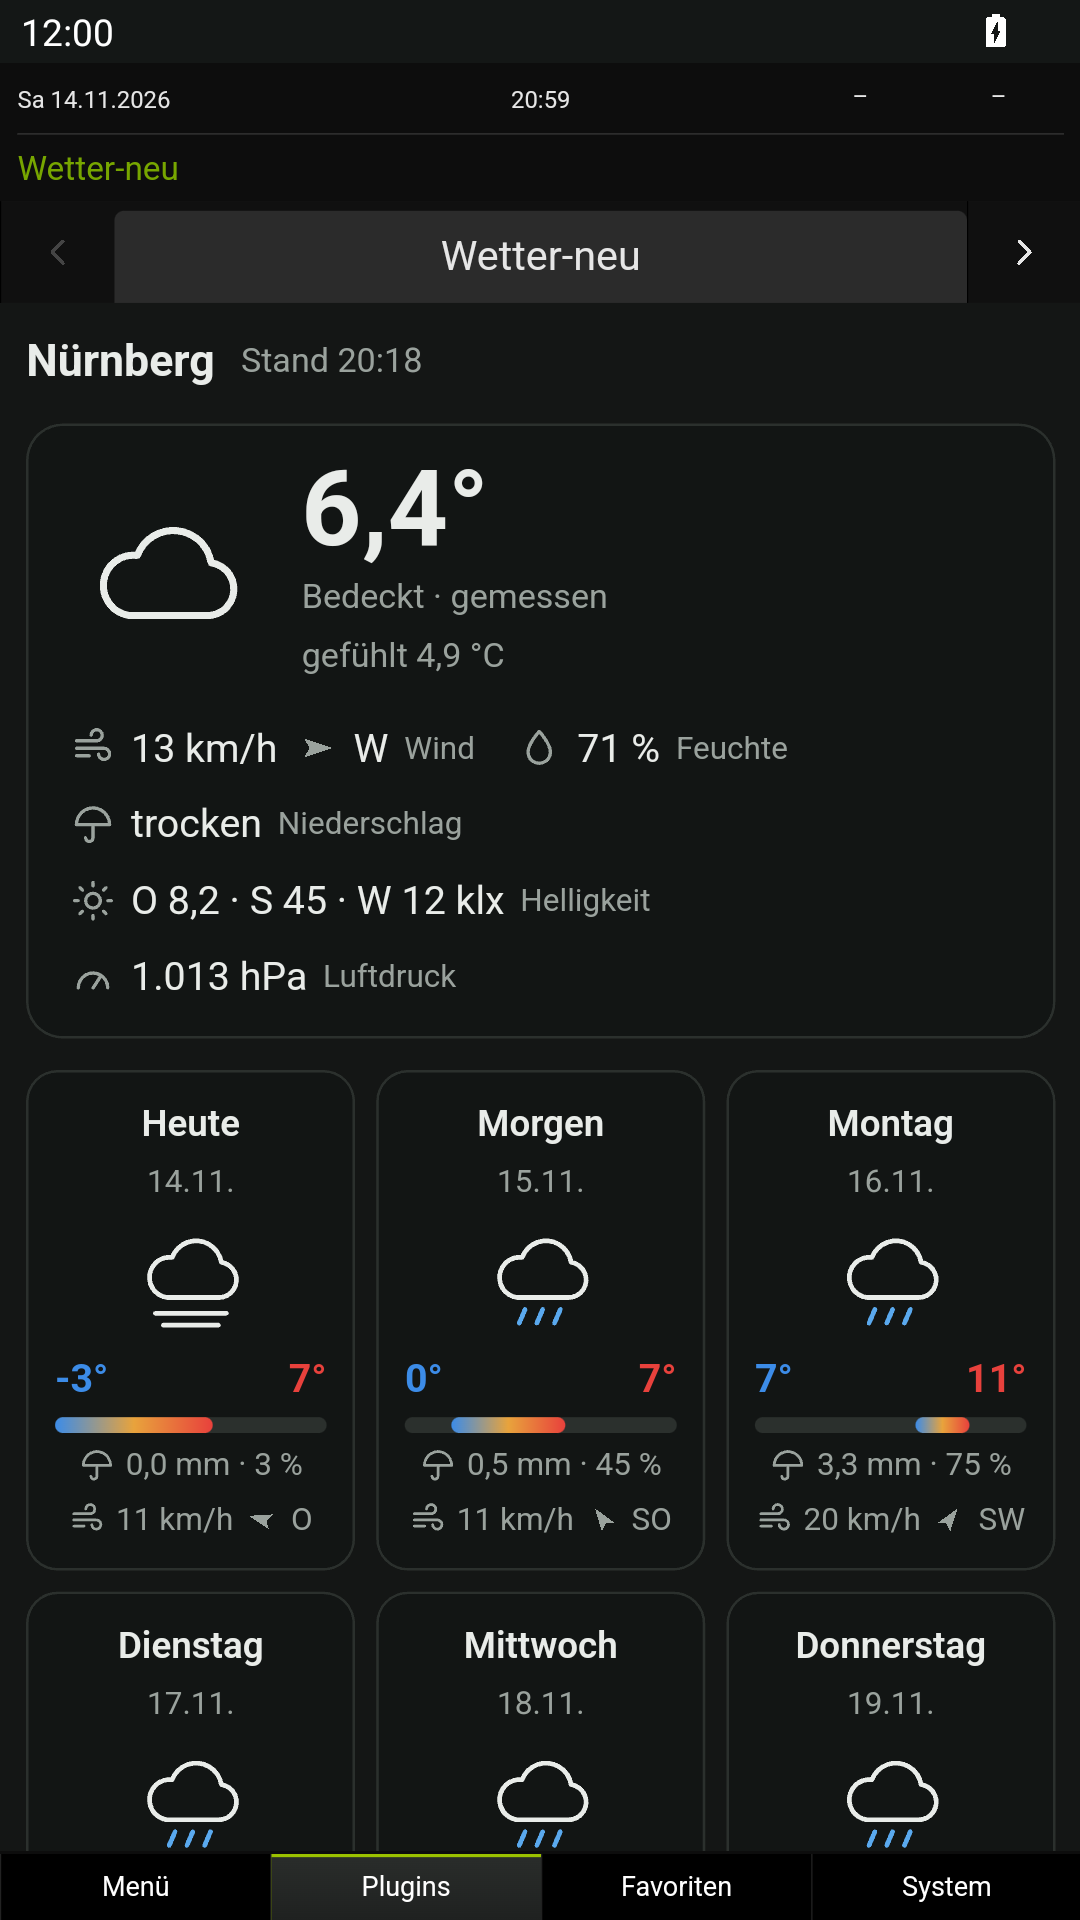 12:00
Sa 14.11.2026 20:59 – –
Wetter-neu
Wetter-neu
Nürnberg Stand 20:18
6,4°
Bedeckt · gemessen
gefühlt 4,9 °C
13 km/h W Wind 71 % Feuchte
trocken Niederschlag
O 8,2 · S 45 · W 12 klx Helligkeit
1.013 hPa Luftdruck
Heute Morgen Montag
14.11. 15.11. 16.11.
-3° 7° 0° 7° 7° 11°
0,0 mm · 3 % 0,5 mm · 45 % 3,3 mm · 75 %
11 km/h O 11 km/h SO 20 km/h SW
Dienstag Mittwoch Donnerstag
17.11. 18.11. 19.11.
Menü Plugins Favoriten System